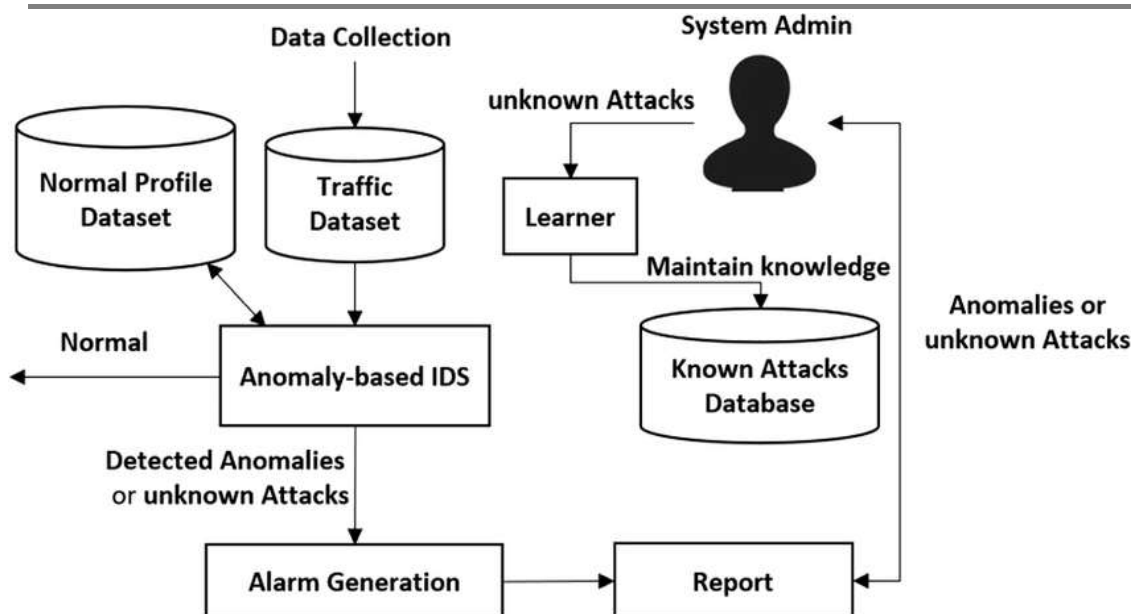 Data Collection
System Admin
unknown Attacks
Normal Profile
Dataset
Traffic
Dataset
Learner
Maintain knowledge
Anomalies or
unknown Attacks
Normal
Anomaly-based IDS
Known Attacks
Database
Detected Anomalies
or unknown Attacks
Alarm Generation
Report